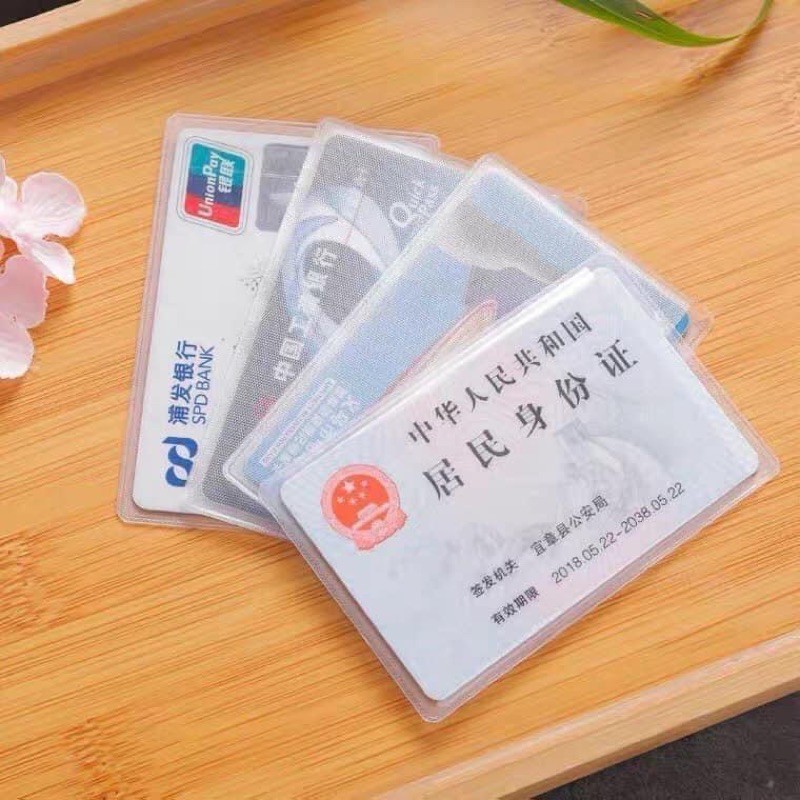 UnionPay
银联
浦发银行
SPD BANK
中国工商银行
Quick
Pass
中华人民共和国
居民身份证
签发机关 宜章县公安局
有效期限 2018.05.22-2038.05.22